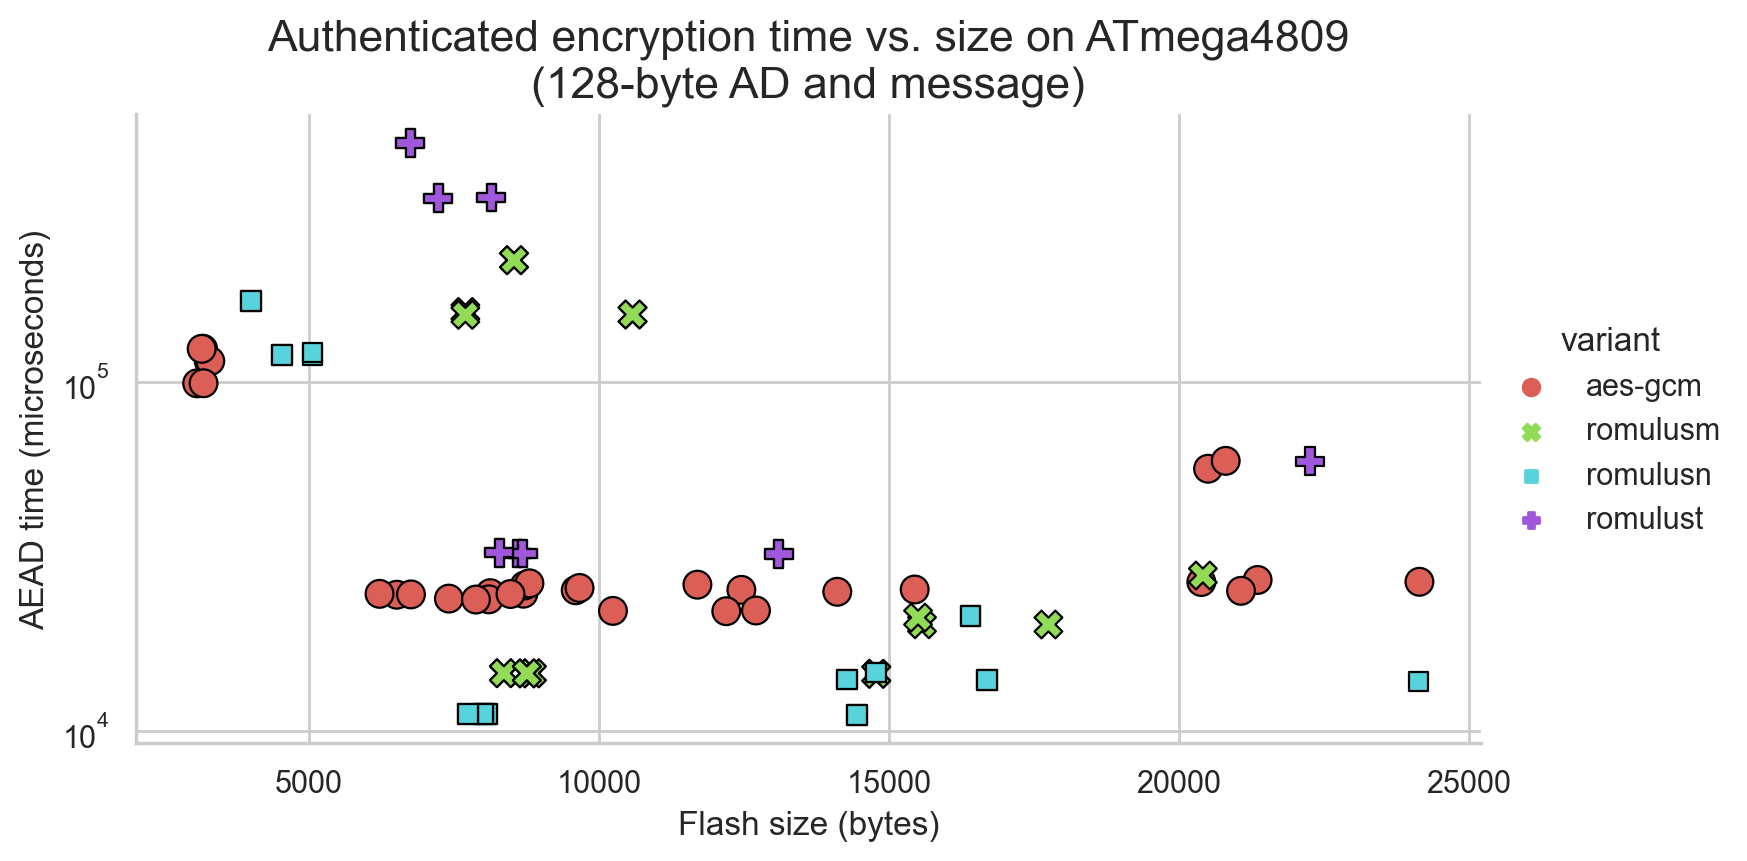 Authenticated encryption time vs. size on ATmega4809
(128-byte AD and message)
AEAD time (microseconds)
10^5
10^4
5000
10000
15000
20000
25000
Flash size (bytes)
variant
aes-gcm
romulusm
romulusn
romulust